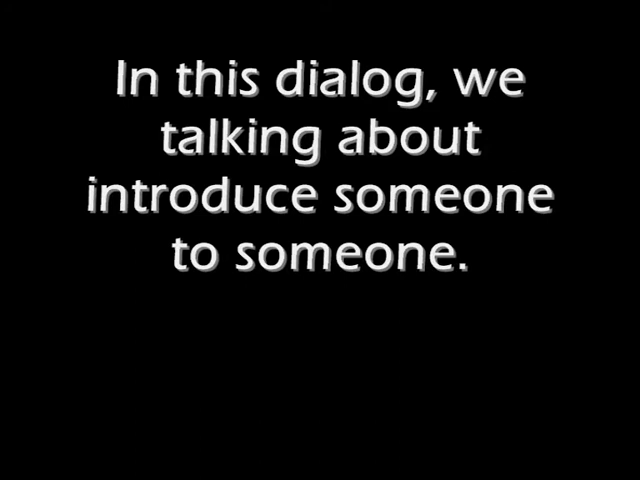 In this dialog, we
talking about
introduce someone
to someone.